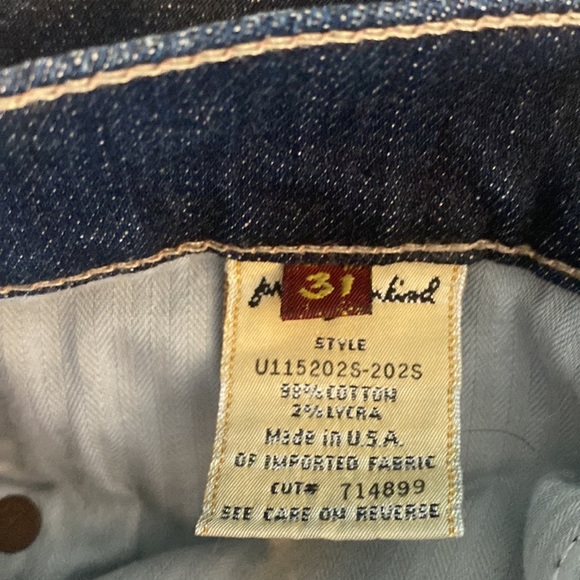 31
STYLE
U115202S-202S
98% COTTON
2% LYCRA
Made in U.S.A.
OF IMPORTED FABRIC
CUT# 714899
SEE CARE ON REVERSE